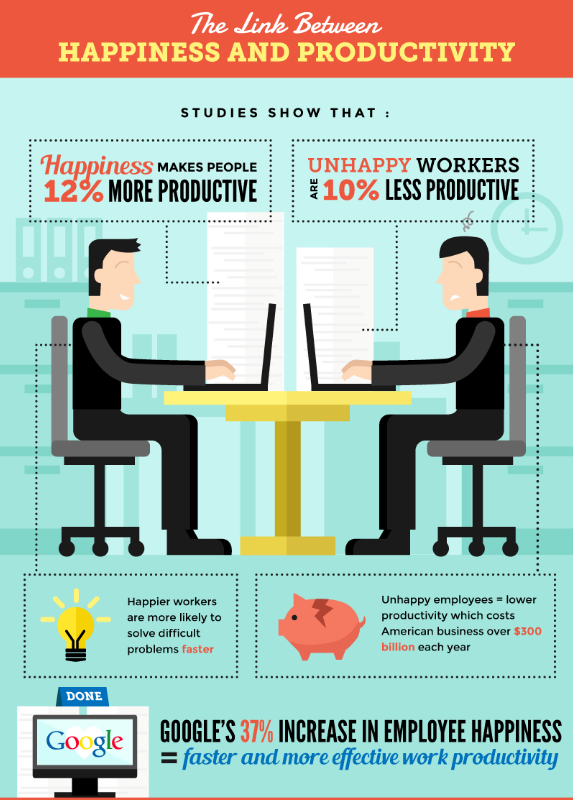 The Link Between
HAPPINESS AND PRODUCTIVITY
STUDIES SHOW THAT :
Happiness MAKES PEOPLE
12% MORE PRODUCTIVE
UNHAPPY WORKERS
ARE 10% LESS PRODUCTIVE
Happier workers
are more likely to
solve difficult
problems faster
Unhappy employees = lower
productivity which costs
American business over $300
billion each year
DONE
Google
GOOGLE'S 37% INCREASE IN EMPLOYEE HAPPINESS
= faster and more effective work productivity